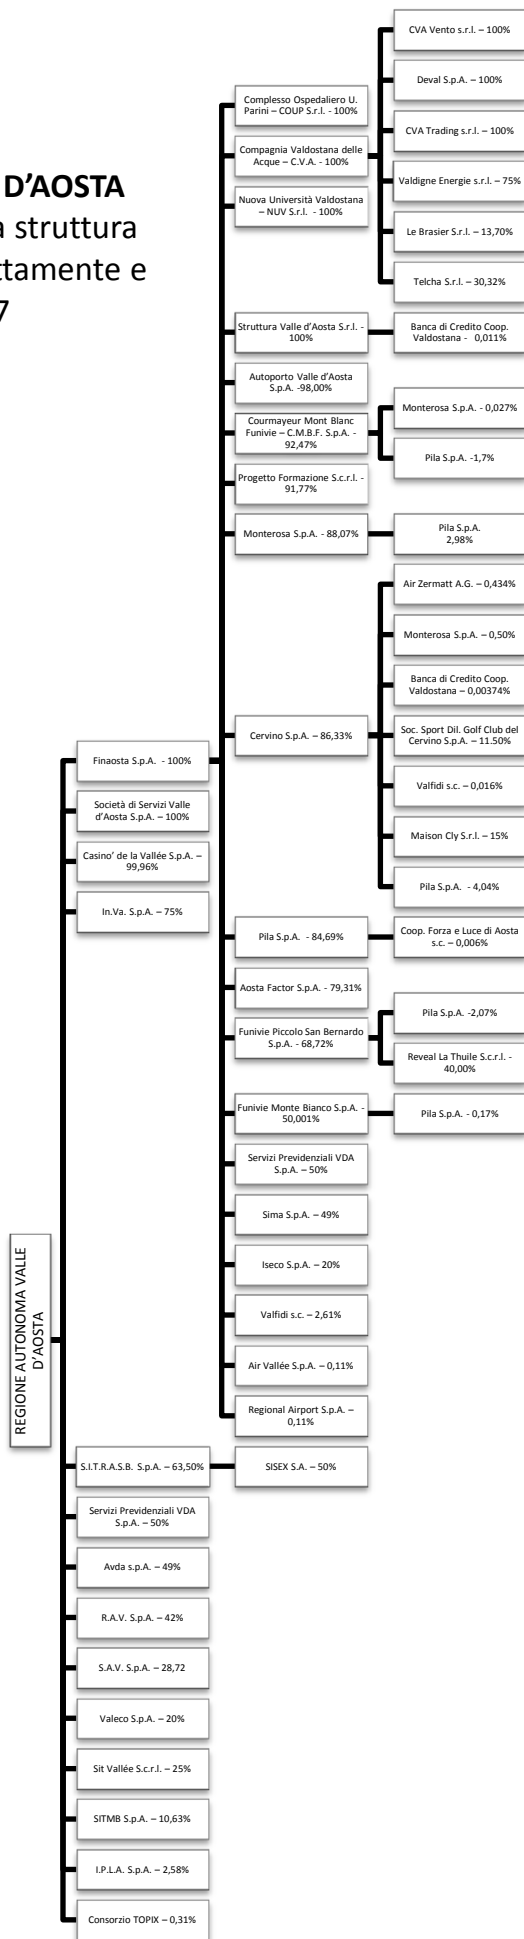 D'AOSTA
a struttura
ttamente e
7
REGIONE AUTONOMA VALLE
D'AOSTA
Finaosta S.p.A.  - 100%
Società di Servizi Valle
d'Aosta S.p.A. – 100%
Casino' de la Vallée S.p.A. –
99,96%
In.Va. S.p.A. – 75%
S.I.T.R.A.S.B. S.p.A. – 63,50%
Servizi Previdenziali VDA
S.p.A. – 50%
Avda s.p.A. – 49%
R.A.V. S.p.A. – 42%
S.A.V. S.p.A. – 28,72
Valeco S.p.A. – 20%
Sit Vallée S.c.r.l. – 25%
SITMB S.p.A. – 10,63%
I.P.L.A. S.p.A. – 2,58%
Consorzio TOPIX – 0,31%
Complesso Ospedaliero U.
Parini – COUP S.r.l. - 100%
Compagnia Valdostana delle
Acque – C.V.A. - 100%
Nuova Università Valdostana
– NUV S.r.l.  - 100%
Struttura Valle d'Aosta S.r.l. -
100%
Autoporto Valle d'Aosta
S.p.A. -98,00%
Courmayeur Mont Blanc
Funivie – C.M.B.F. S.p.A. -
92,47%
Progetto Formazione S.c.r.l. -
91,77%
Monterosa S.p.A. - 88,07%
Cervino S.p.A. – 86,33%
Pila S.p.A.  - 84,69%
Aosta Factor S.p.A. - 79,31%
Funivie Piccolo San Bernardo
S.p.A. - 68,72%
Funivie Monte Bianco S.p.A. -
50,001%
Servizi Previdenziali VDA
S.p.A. – 50%
Sima S.p.A. – 49%
Iseco S.p.A. – 20%
Valfidi s.c. – 2,61%
Air Vallée S.p.A. – 0,11%
Regional Airport S.p.A. –
0,11%
SISEX S.A. – 50%
CVA Vento s.r.l. – 100%
Deval S.p.A. – 100%
CVA Trading s.r.l. – 100%
Valdigne Energie s.r.l. – 75%
Le Brasier S.r.l. – 13,70%
Telcha S.r.l. – 30,32%
Banca di Credito Coop.
Valdostana -   0,011%
Monterosa S.p.A. - 0,027%
Pila S.p.A. -1,7%
Pila S.p.A.
2,98%
Air Zermatt A.G. – 0,434%
Monterosa S.p.A. – 0,50%
Banca di Credito Coop.
Valdostana – 0,00374%
Soc. Sport Dil. Golf Club del
Cervino S.p.A. – 11.50%
Valfidi s.c. – 0,016%
Maison Cly S.r.l. – 15%
Pila S.p.A.  - 4,04%
Coop. Forza e Luce di Aosta
s.c. – 0,006%
Pila S.p.A. -2,07%
Reveal La Thuile S.c.r.l. -
40,00%
Pila S.p.A. - 0,17%